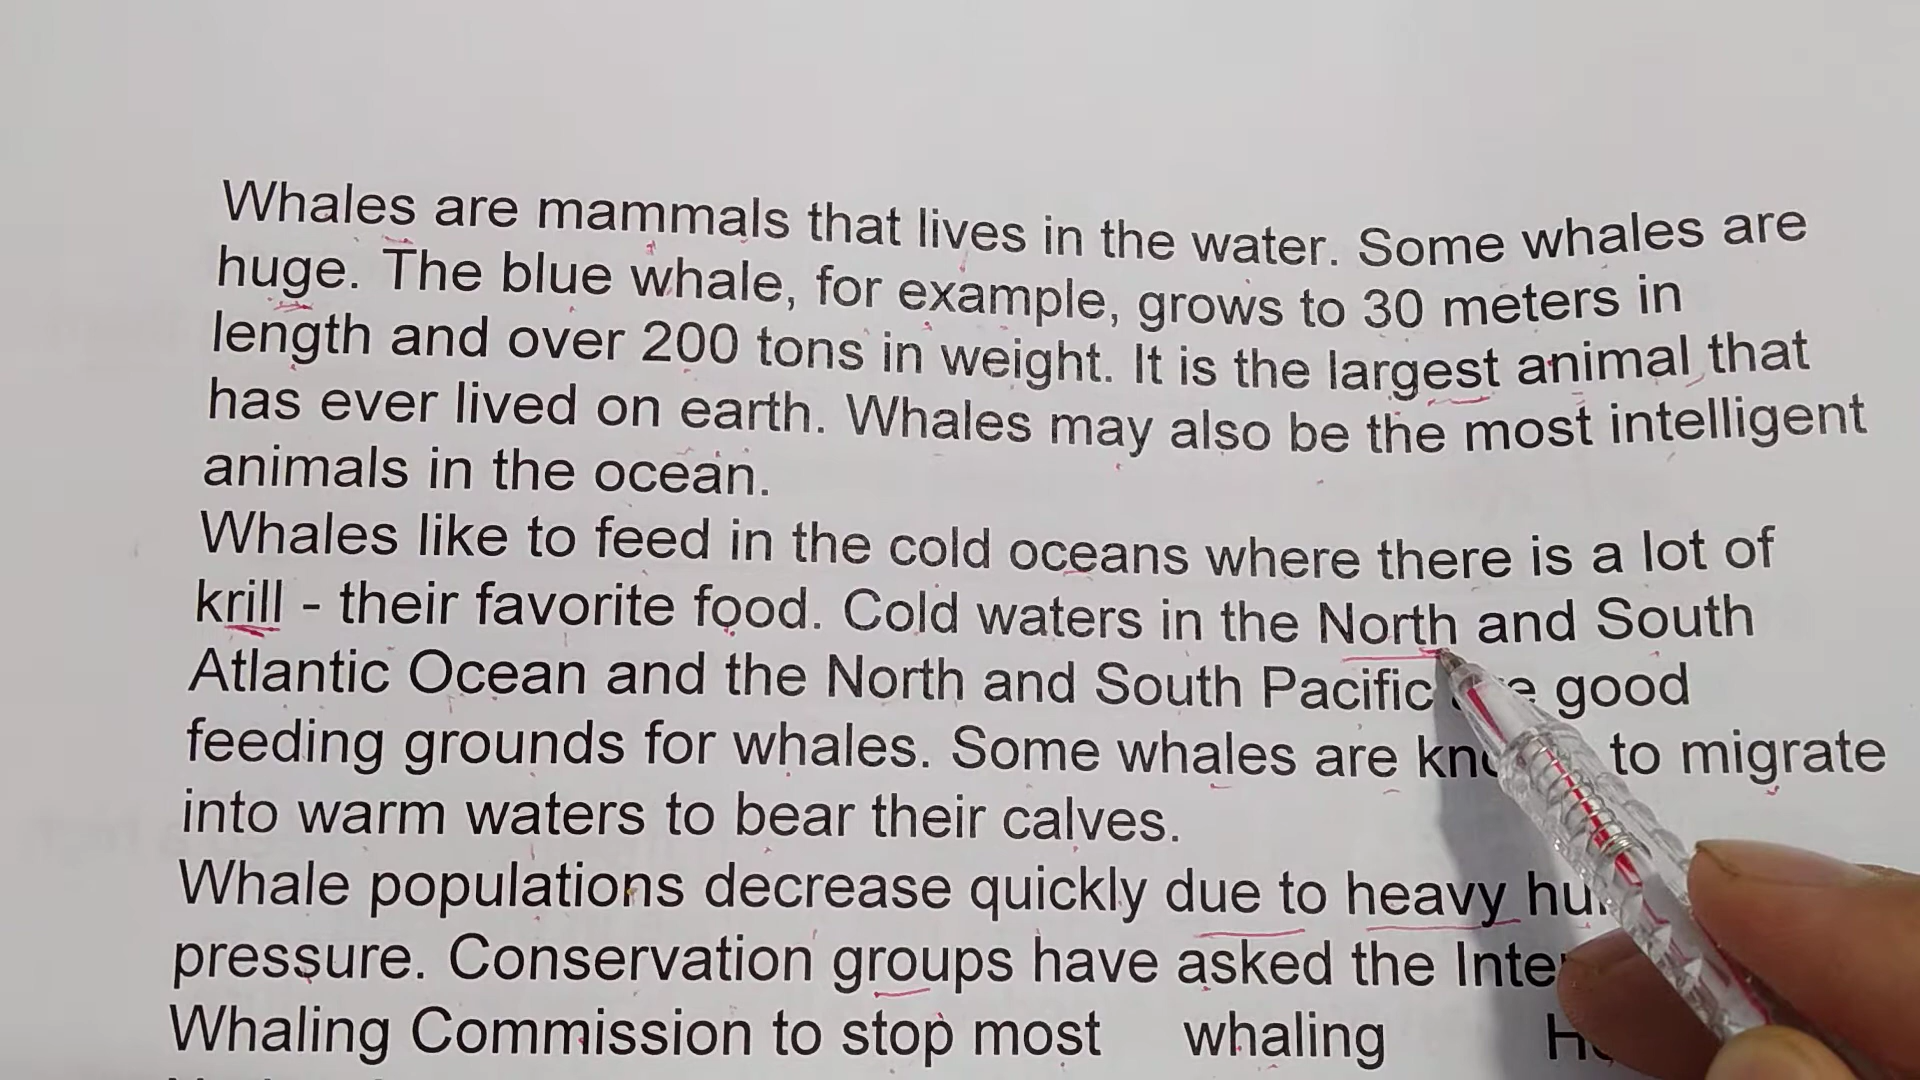 Whales are mammals that lives in the water. Some whales are
huge. The blue whale, for example, grows to 30 meters in
length and over 200 tons in weight. It is the largest animal that
has ever lived on earth. Whales may also be the most intelligent
animals in the ocean.
Whales like to feed in the cold oceans where there is a lot of
krill - their favorite food. Cold waters in the North and South
Atlantic Ocean and the North and South Pacific good
feeding grounds for whales. Some whales are to migrate
into warm waters to bear their calves.
Whale populations decrease quickly due to heavy
pressure. Conservation groups have asked the
Whaling Commission to stop most whaling